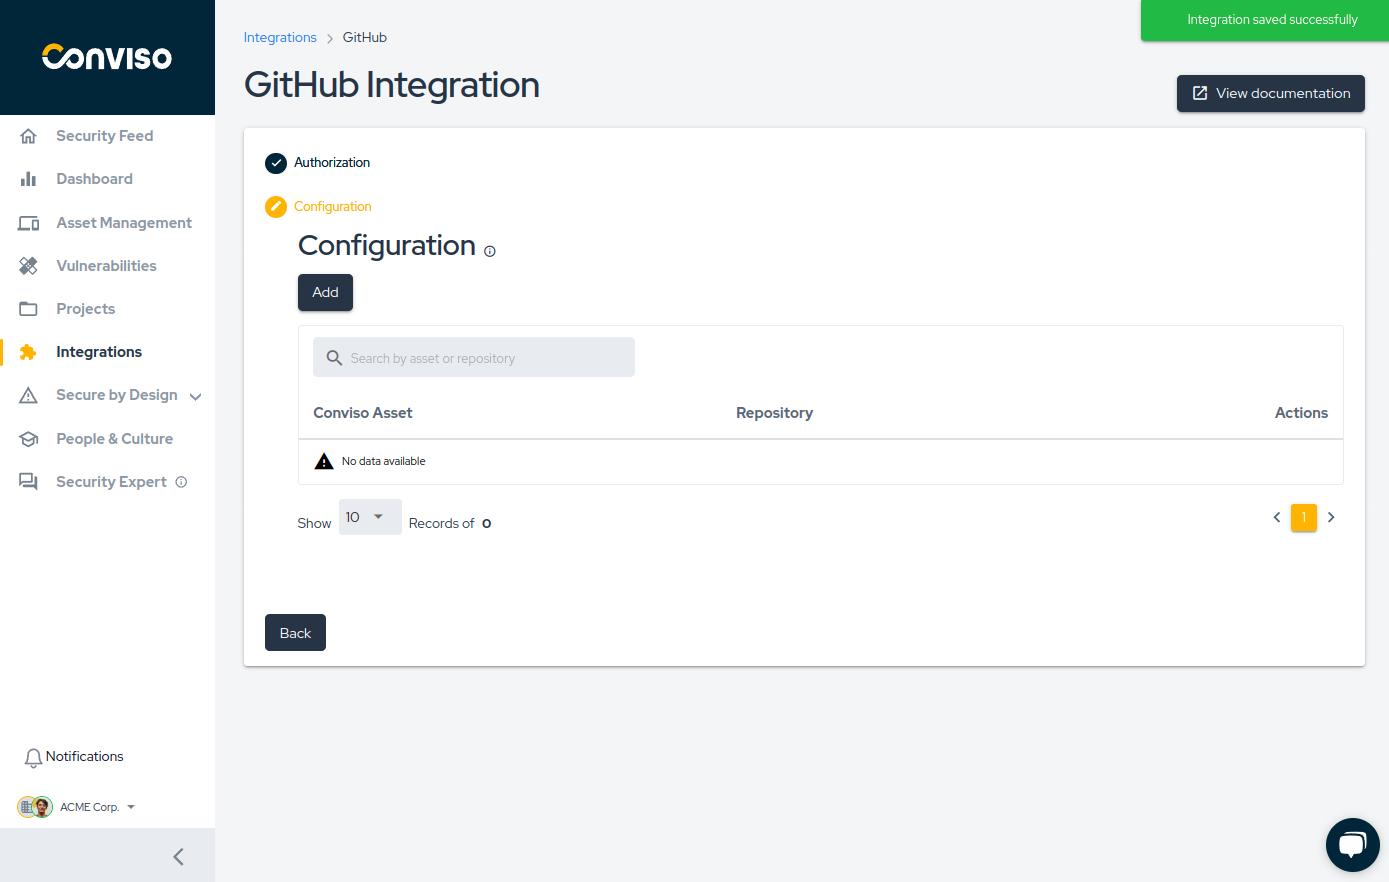 Conviso
Security Feed
Dashboard
Asset Management
Vulnerabilities
Projects
Integrations
Secure by Design
People & Culture
Security Expert
Notifications
ACME Corp.
Integrations > GitHub
Integration saved successfully
GitHub Integration
View documentation
Authorization
Configuration
Configuration
Add
Search by asset or repository
Conviso Asset Repository Actions
No data available
Show 10 Records of 0
1
Back